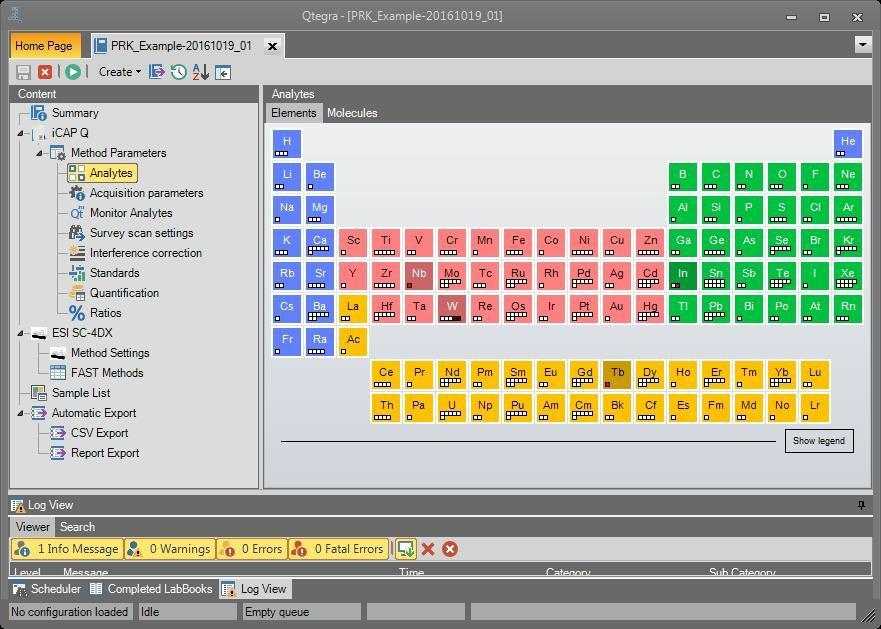 Qtegra - [PRK_Example-20161019_01]
Home Page PRK_Example-20161019_01
Create
Content
Summary
iCAP Q
Method Parameters
Analytes
Acquisition parameters
Monitor Analytes
Survey scan settings
Interference correction
Standards
Quantification
Ratios
ESI SC-4DX
Method Settings
FAST Methods
Sample List
Automatic Export
CSV Export
Report Export
Analytes
Elements Molecules
H He
Li Be B C N O F Ne
Na Mg Al Si P S Cl Ar
K Ca Sc Ti V Cr Mn Fe Co Ni Cu Zn Ga Ge As Se Br Kr
Rb Sr Y Zr Nb Mo Tc Ru Rh Pd Ag Cd In Sn Sb Te I Xe
Cs Ba La Hf Ta W Re Os Ir Pt Au Hg Tl Pb Bi Po At Rn
Fr Ra Ac
Ce Pr Nd Pm Sm Eu Gd Tb Dy Ho Er Tm Yb Lu
Th Pa U Np Pu Am Cm Bk Cf Es Fm Md No Lr
Show legend
Log View
Viewer Search
1 Info Message 0 Warnings 0 Errors 0 Fatal Errors
Level Message Time Category Sub Category
Scheduler Completed LabBooks Log View
No configuration loaded Idle Empty queue